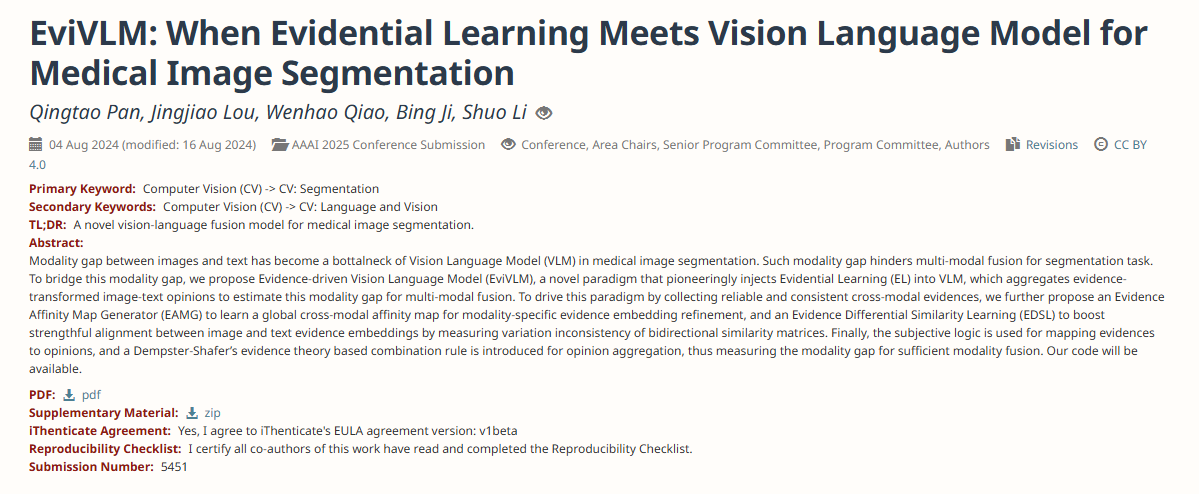 EviVLM: When Evidential Learning Meets Vision Language Model for
Medical Image Segmentation
Qingtao Pan, Jingjiao Lou, Wenhao Qiao, Bing Ji, Shuo Li
04 Aug 2024 (modified: 16 Aug 2024) AAAI 2025 Conference Submission Conference, Area Chairs, Senior Program Committee, Program Committee, Authors Revisions CC BY
4.0
Primary Keyword: Computer Vision (CV) -> CV: Segmentation
Secondary Keywords: Computer Vision (CV) -> CV: Language and Vision
TL;DR: A novel vision-language fusion model for medical image segmentation.
Abstract:
Modality gap between images and text has become a bottalneck of Vision Language Model (VLM) in medical image segmentation. Such modality gap hinders multi-modal fusion for segmentation task.
To bridge this modality gap, we propose Evidence-driven Vision Language Model (EviVLM), a novel paradigm that pioneeringly injects Evidential Learning (EL) into VLM, which aggregates evidence-
transformed image-text opinions to estimate this modality gap for multi-modal fusion. To drive this paradigm by collecting reliable and consistent cross-modal evidences, we further propose an Evidence
Affinity Map Generator (EAMG) to learn a global cross-modal affinity map for modality-specific evidence embedding refinement, and an Evidence Differential Similarity Learning (EDSL) to boost
strengthful alignment between image and text evidence embeddings by measuring variation inconsistency of bidirectional similarity matrices. Finally, the subjective logic is used for mapping evidences
to opinions, and a Dempster-Shafer's evidence theory based combination rule is introduced for opinion aggregation, thus measuring the modality gap for sufficient modality fusion. Our code will be
available.
PDF: pdf
Supplementary Material: zip
iThenticate Agreement: Yes, I agree to iThenticate's EULA agreement version: v1beta
Reproducibility Checklist: I certify all co-authors of this work have read and completed the Reproducibility Checklist.
Submission Number: 5451